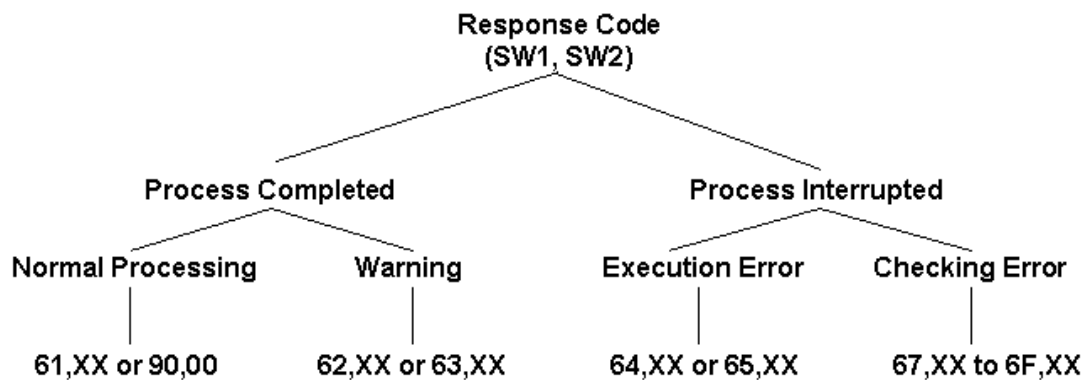 Response Code
(SW1, SW2)
Process Completed
Process Interrupted
Normal Processing
Warning
Execution Error
Checking Error
61,XX or 90,00
62,XX or 63,XX
64,XX or 65,XX
67,XX to 6F,XX